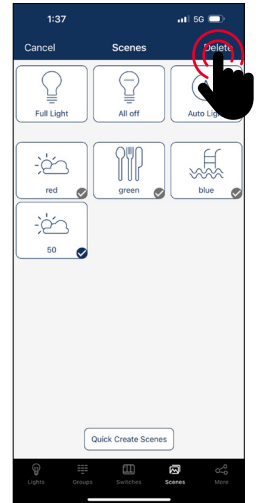 1:37 5G
Cancel Scenes Delete
Full Light All off Auto Light
red green blue
50
Quick Create Scenes
Lights Groups Switches Scenes More